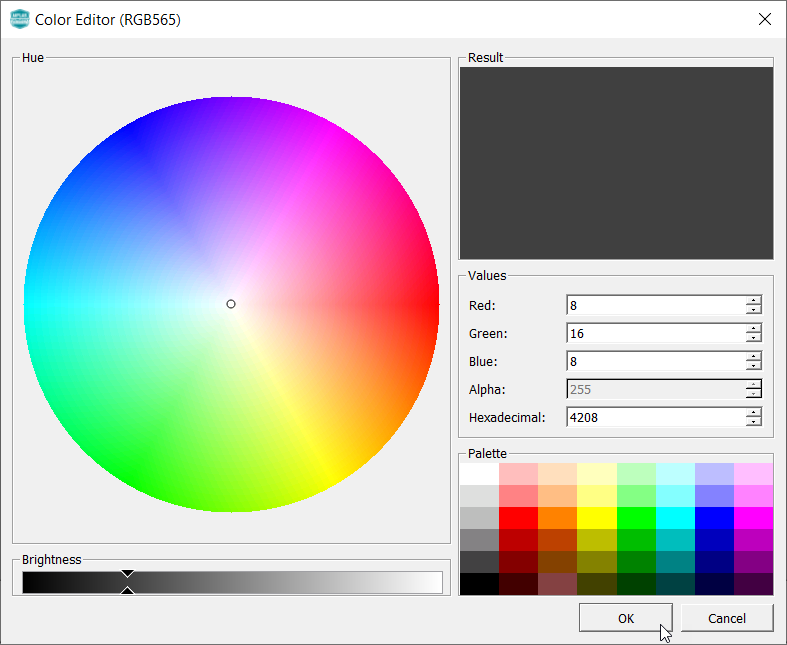 Color Editor (RGB565)
Hue
Result
Values
Red: 8
Green: 16
Blue: 8
Alpha: 255
Hexadecimal: 4208
Palette
Brightness
OK
Cancel